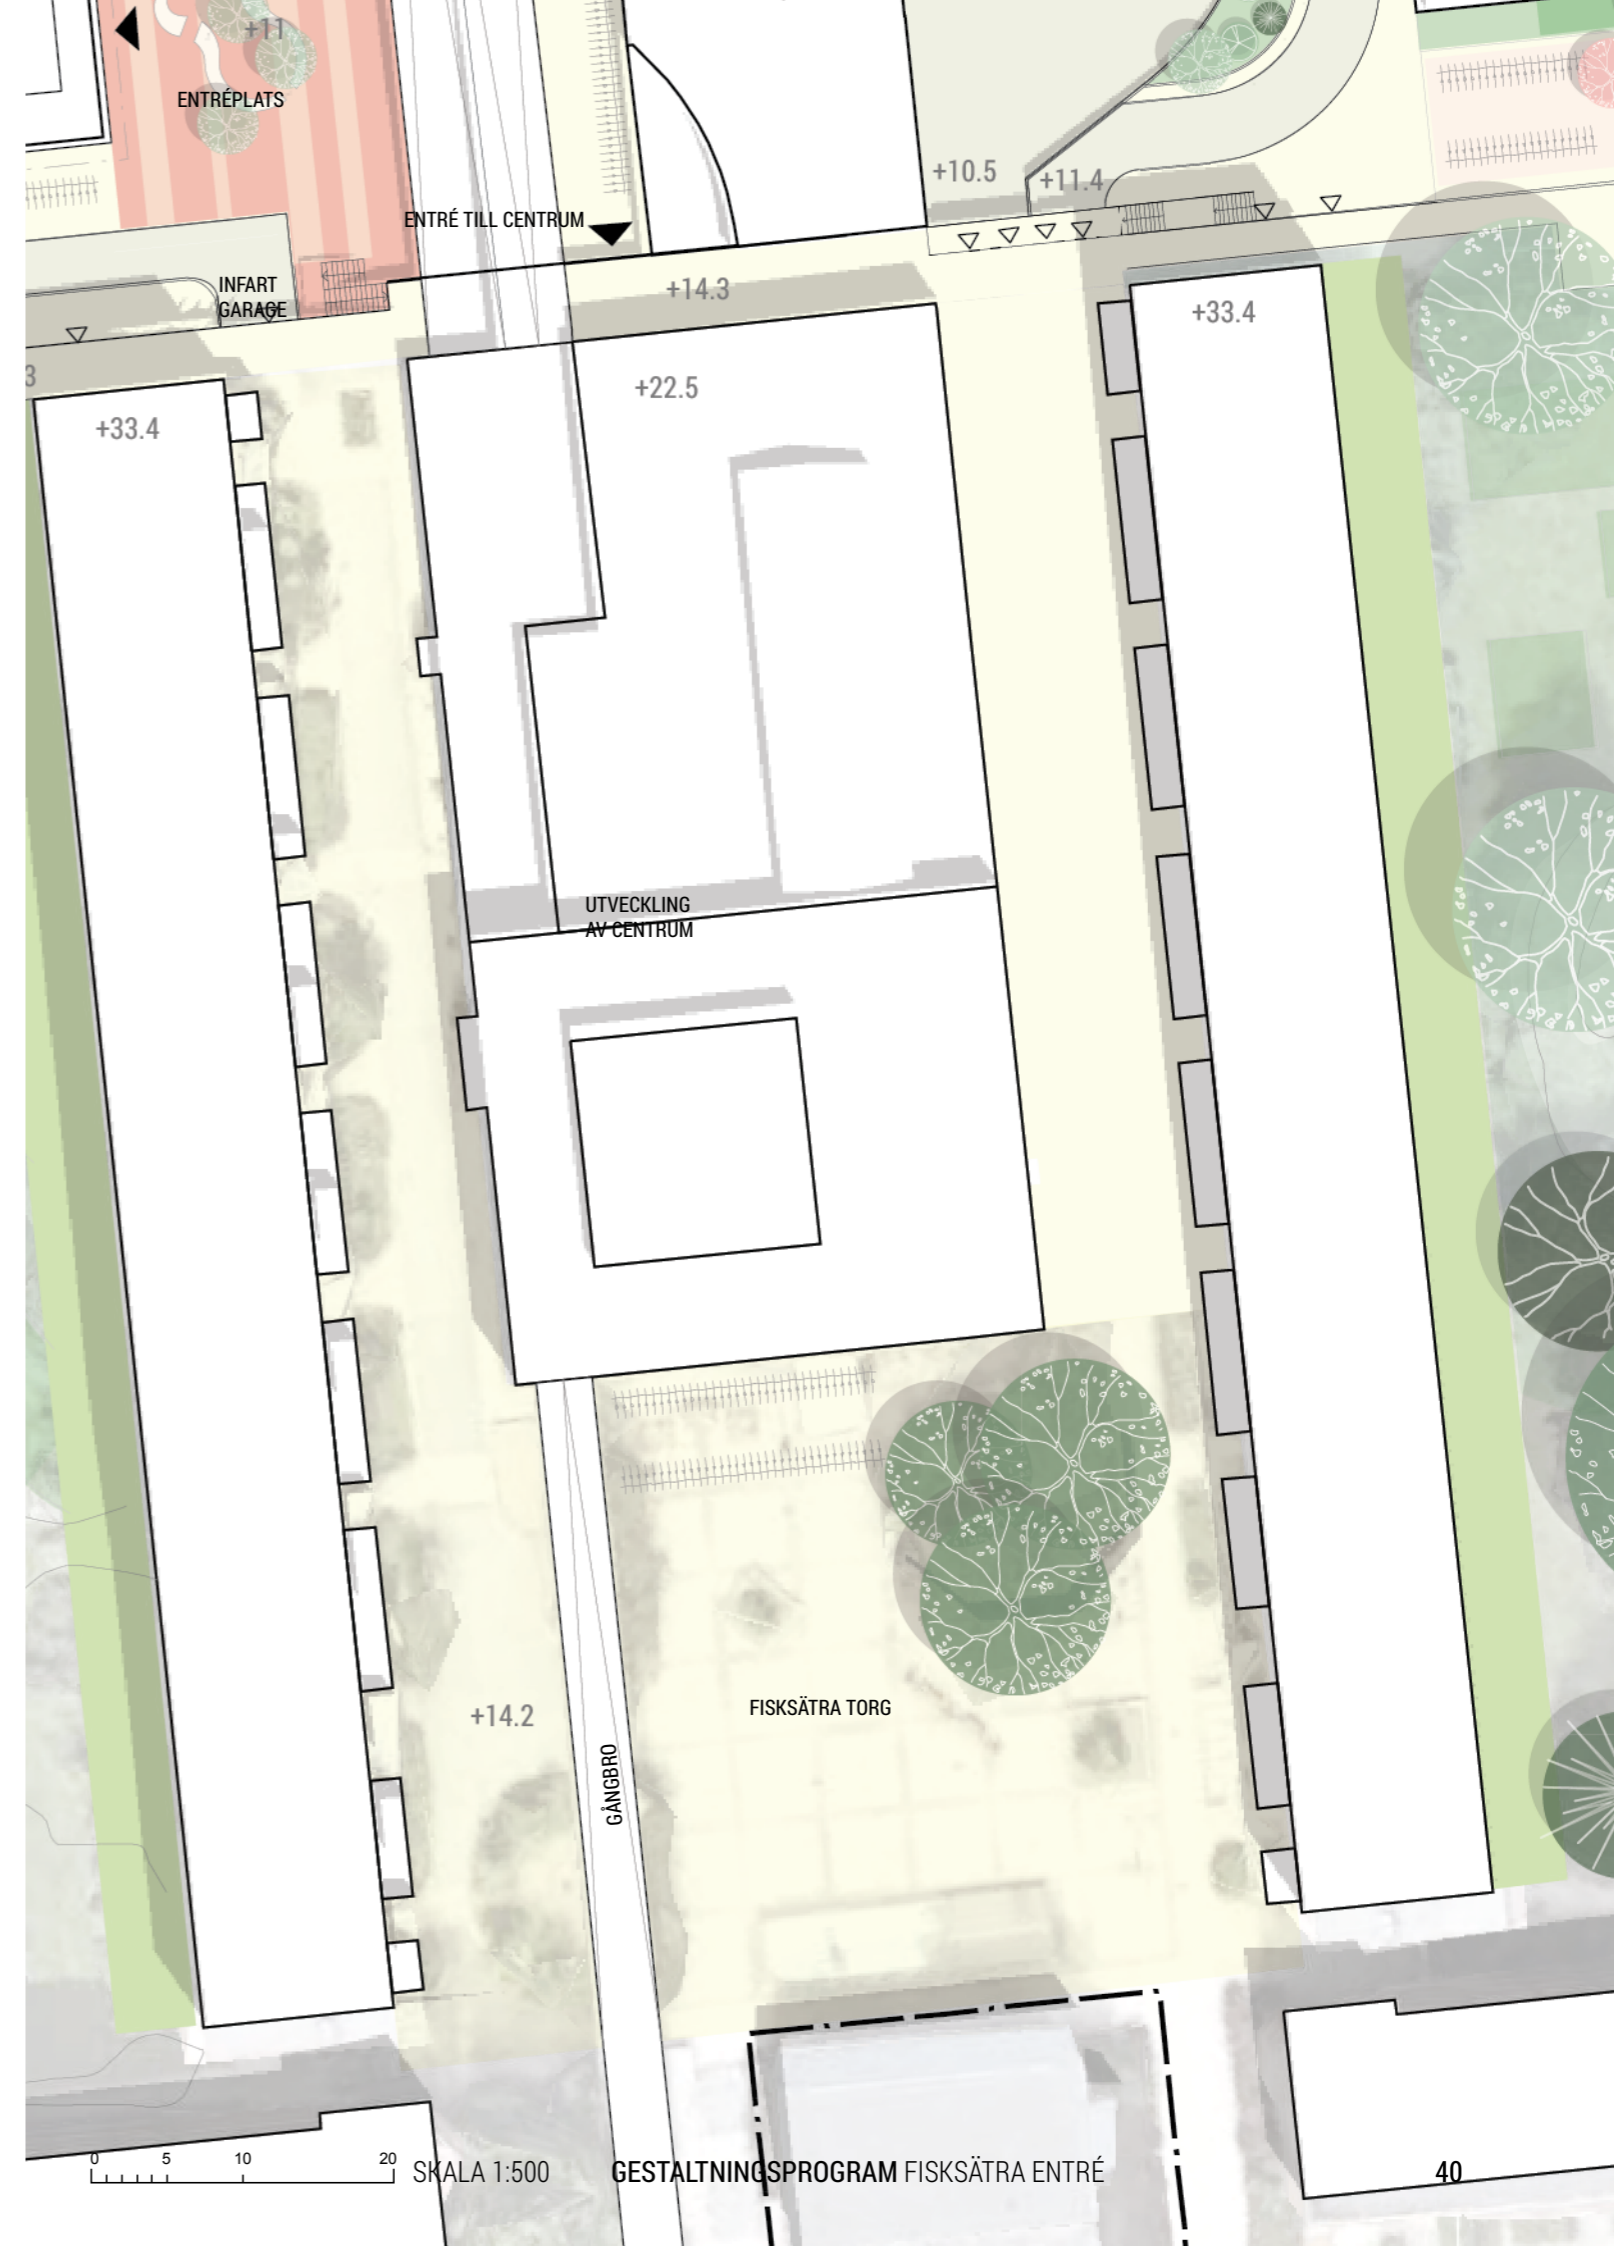 +11
ENTRÉPLATS
+10.5
+11.4
ENTRÉ TILL CENTRUM
INFART
GARAGE
+14.3
+33.4
3
+22.5
+33.4
UTVECKLING
AV CENTRUM
FISKSÄTRA TORG
+14.2
GÅNGBRO
0 5 10 20
SKALA 1:500
GESTALTNINGSPROGRAM FISKSÄTRA ENTRÉ
40